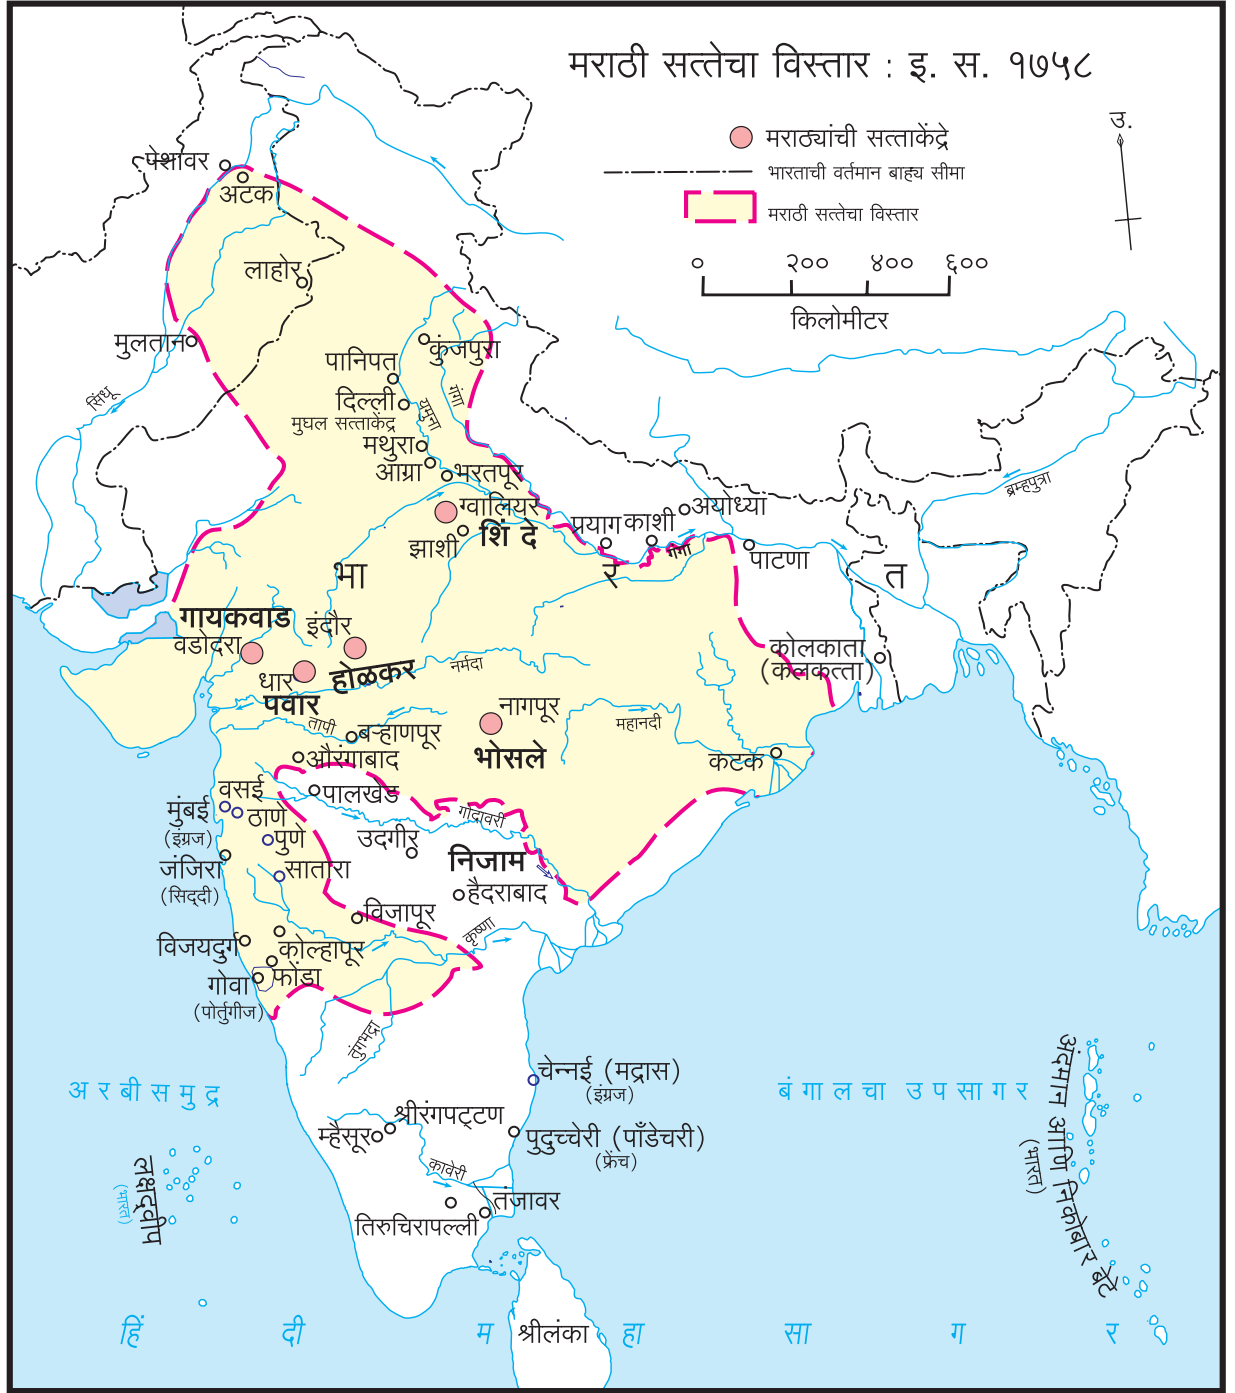 मराठी सत्तेचा विस्तार : इ. स. १७५८
मराठ्यांची सत्ताकेंद्रे
भारताची वर्तमान बाह्य सीमा
मराठी सत्तेचा विस्तार
उ.
० २०० ४०० ६००
किलोमीटर
पेशावर
अटक
लाहोर
मुलतान
सिंधू
कुंजपुरा
पानिपत
गंगा
दिल्ली
यमुना
मुघल सत्ताकेंद्र
मथुरा
आग्रा
भरतपूर
ग्वालियर
शिंदे
झाशी
प्रयाग
काशी
अयोध्या
गंगा
पाटणा
ब्रम्हपुत्रा
भा
र
त
गायकवाड
वडोदरा
इंदौर
होळकर
धार
पवार
नर्मदा
तापी
बऱ्हाणपूर
नागपूर
भोसले
महानदी
कोलकाता
(कलकत्ता)
कटक
औरंगाबाद
पालखेड
वसई
मुंबई
(इंग्रज)
ठाणे
पुणे
गोदावरी
उदगीर
निजाम
हैदराबाद
जंजिरा
(सिद्दी)
सातारा
विजापूर
कृष्णा
विजयदुर्ग
कोल्हापूर
गोवा
(पोर्तुगीज)
फोंडा
तुंगभद्रा
चेन्नई (मद्रास)
(इंग्रज)
श्रीरंगपट्टण
म्हैसूर
पुदुच्चेरी (पाँडेचरी)
(फ्रेंच)
कावेरी
तंजावर
तिरुचिरापल्ली
अरबी समुद्र
बंगालचा उपसागर
लक्षद्वीप
(भारत)
अंदमान आणि निकोबार बेटे
(भारत)
श्रीलंका
हिं दी म हा सा ग र